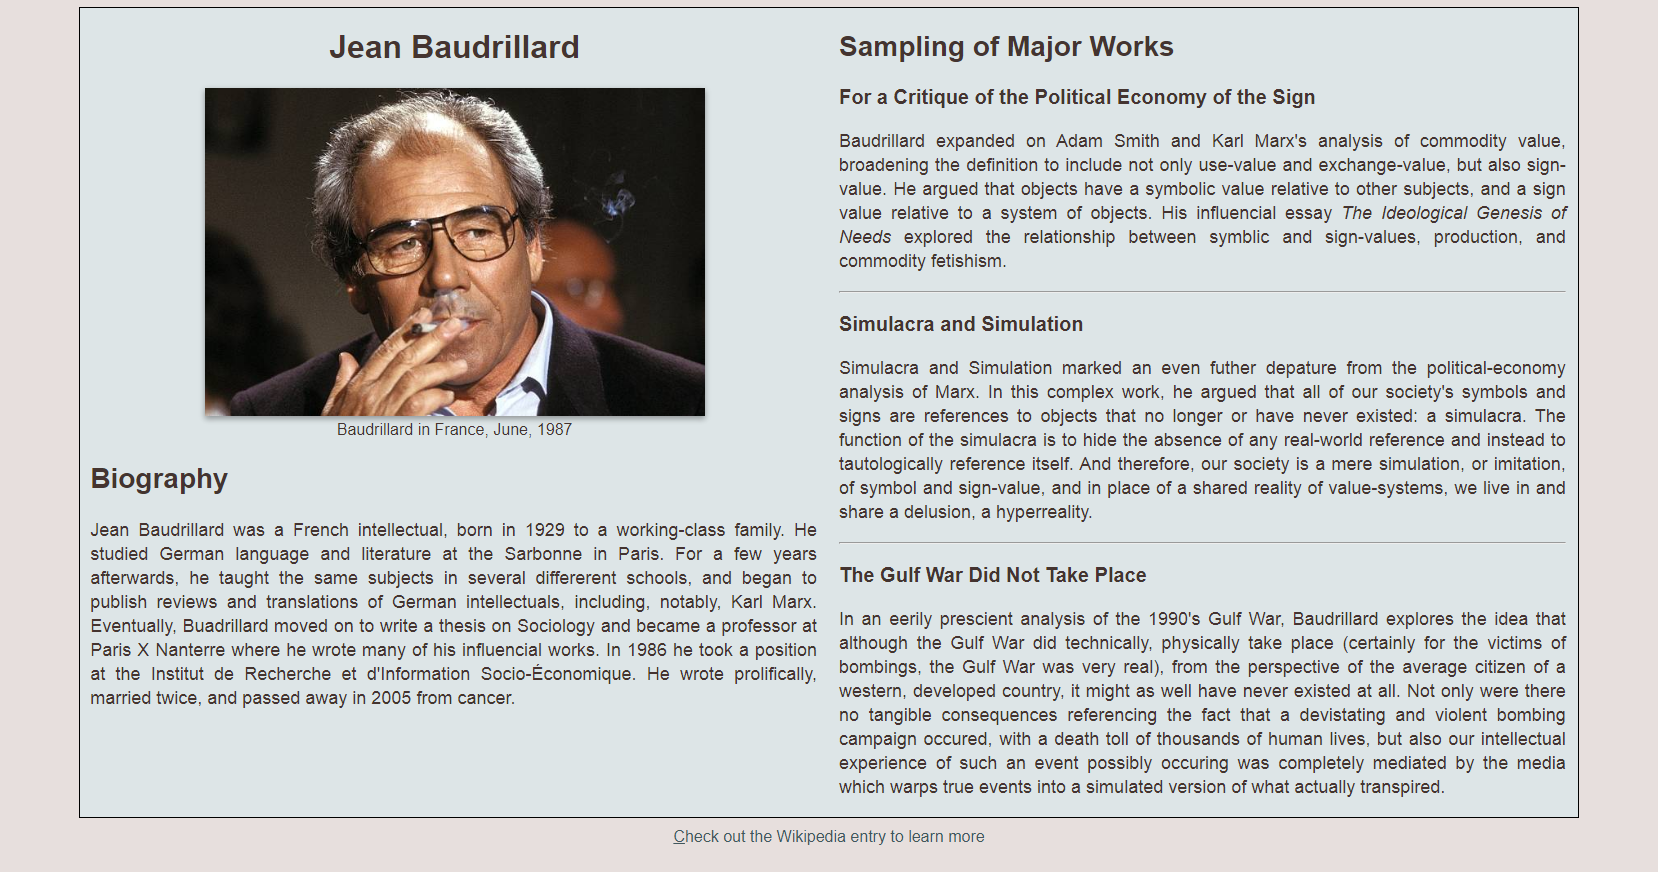 Jean Baudrillard
Baudrillard in France, June, 1987
Biography
Jean Baudrillard was a French intellectual, born in 1929 to a working-class family. He
studied German language and literature at the Sarbonne in Paris. For a few years
afterwards, he taught the same subjects in several differerent schools, and began to
publish reviews and translations of German intellectuals, including, notably, Karl Marx.
Eventually, Buadrillard moved on to write a thesis on Sociology and became a professor at
Paris X Nanterre where he wrote many of his influencial works. In 1986 he took a position
at the Institut de Recherche et d'Information Socio-Économique. He wrote prolifically,
married twice, and passed away in 2005 from cancer.
Sampling of Major Works
For a Critique of the Political Economy of the Sign
Baudrillard expanded on Adam Smith and Karl Marx's analysis of commodity value,
broadening the definition to include not only use-value and exchange-value, but also sign-
value. He argued that objects have a symbolic value relative to other subjects, and a sign
value relative to a system of objects. His influencial essay The Ideological Genesis of
Needs explored the relationship between symblic and sign-values, production, and
commodity fetishism.
Simulacra and Simulation
Simulacra and Simulation marked an even futher depature from the political-economy
analysis of Marx. In this complex work, he argued that all of our society's symbols and
signs are references to objects that no longer or have never existed: a simulacra. The
function of the simulacra is to hide the absence of any real-world reference and instead to
tautologically reference itself. And therefore, our society is a mere simulation, or imitation,
of symbol and sign-value, and in place of a shared reality of value-systems, we live in and
share a delusion, a hyperreality.
The Gulf War Did Not Take Place
In an eerily prescient analysis of the 1990's Gulf War, Baudrillard explores the idea that
although the Gulf War did technically, physically take place (certainly for the victims of
bombings, the Gulf War was very real), from the perspective of the average citizen of a
western, developed country, it might as well have never existed at all. Not only were there
no tangible consequences referencing the fact that a devistating and violent bombing
campaign occured, with a death toll of thousands of human lives, but also our intellectual
experience of such an event possibly occuring was completely mediated by the media
which warps true events into a simulated version of what actually transpired.
Check out the Wikipedia entry to learn more